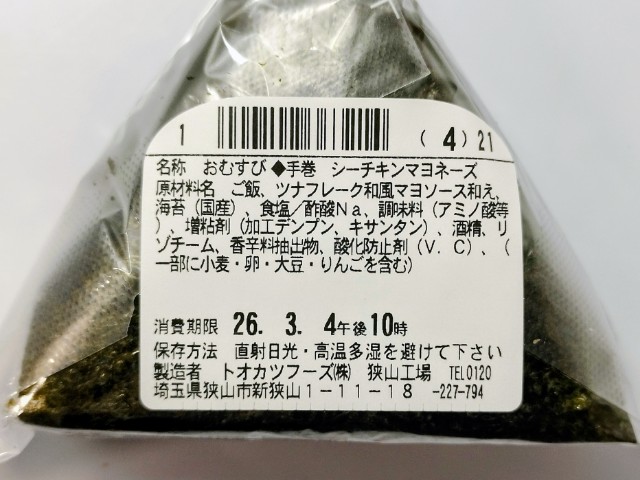 1 (4) 21
名称 おむすび ◆手巻 シーチキンマヨネーズ
原材料名 ご飯、ツナフレーク和風マヨソース和え、
海苔（国産）、食塩／酢酸Ｎａ、調味料（アミノ酸等
）、増粘剤（加工デンプン、キサンタン）、酒精、リ
ゾチーム、香辛料抽出物、酸化防止剤（Ｖ．Ｃ）、（
一部に小麦・卵・大豆・りんごを含む）
消費期限 26. 3. 4午後10時
保存方法 直射日光・高温多湿を避けて下さい
製造者 トオカツフーズ㈱ 狭山工場 TEL0120
埼玉県狭山市新狭山１－１１－１８ -227-794